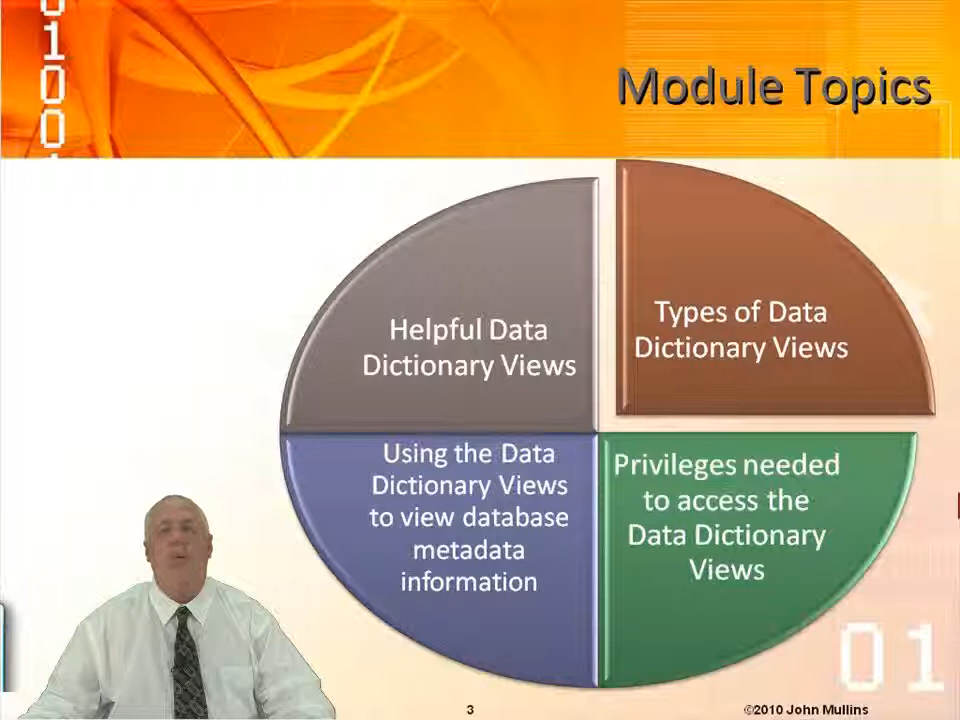 Module Topics
Helpful Data
Dictionary Views
Types of Data
Dictionary Views
Using the Data
Dictionary Views
to view database
metadata
information
Privileges needed
to access the
Data Dictionary
Views
01
3
©2010 John Mullins